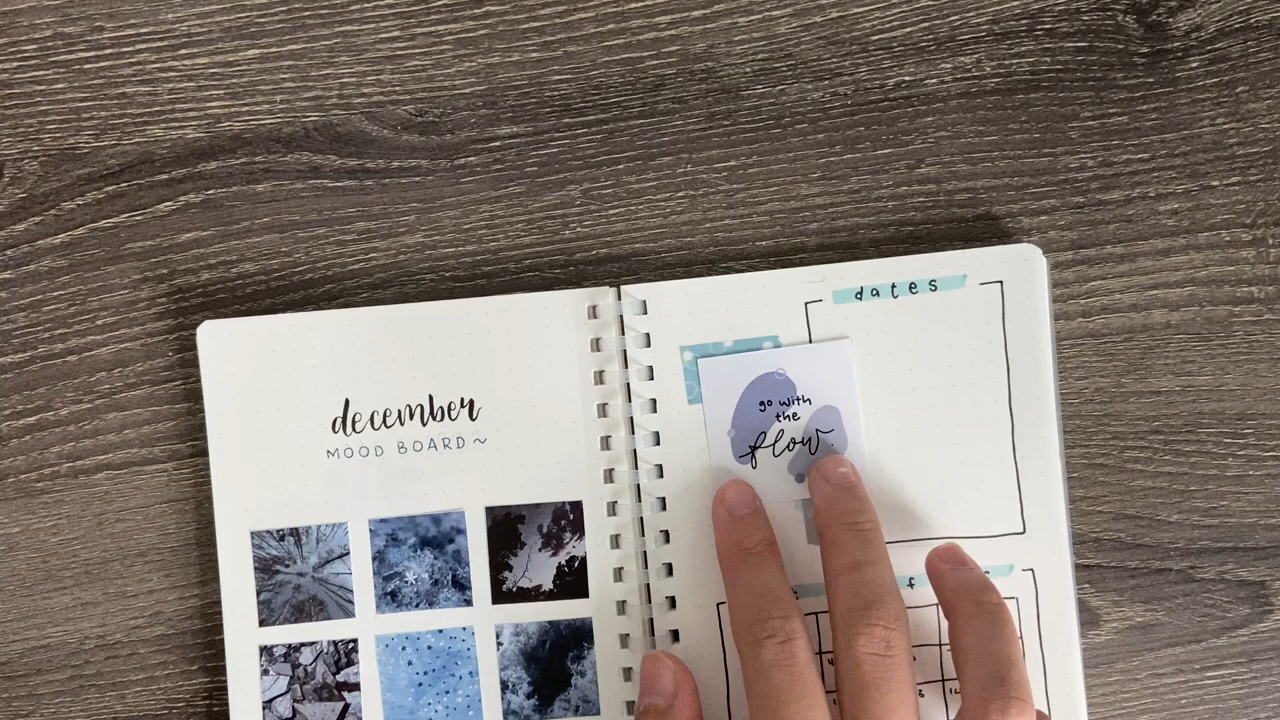 december
MOOD BOARD~
dates
go with
the
flow.